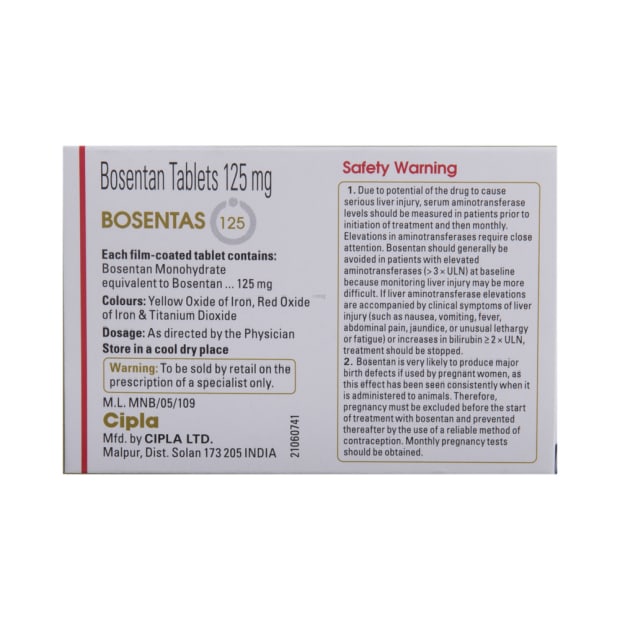 Bosentan Tablets 125 mg
BOSENTAS 125
Each film-coated tablet contains:
Bosentan Monohydrate
equivalent to Bosentan ... 125 mg
Colours: Yellow Oxide of Iron, Red Oxide
of Iron & Titanium Dioxide
Dosage: As directed by the Physician
Store in a cool dry place
Warning: To be sold by retail on the
prescription of a specialist only.
M.L. MNB/05/109
Cipla
Mfd. by CIPLA LTD.
Malpur, Dist. Solan 173 205 INDIA
21060741
Safety Warning
1. Due to potential of the drug to cause
serious liver injury, serum aminotransferase
levels should be measured in patients prior to
initiation of treatment and then monthly.
Elevations in aminotransferases require close
attention. Bosentan should generally be
avoided in patients with elevated
aminotransferases (> 3 × ULN) at baseline
because monitoring liver injury may be more
difficult. If liver aminotransferase elevations
are accompanied by clinical symptoms of liver
injury (such as nausea, vomiting, fever,
abdominal pain, jaundice, or unusual lethargy
or fatigue) or increases in bilirubin ≥ 2 × ULN,
treatment should be stopped.
2. Bosentan is very likely to produce major
birth defects if used by pregnant women, as
this effect has been seen consistently when it
is administered to animals. Therefore,
pregnancy must be excluded before the start
of treatment with bosentan and prevented
thereafter by the use of a reliable method of
contraception. Monthly pregnancy tests
should be obtained.